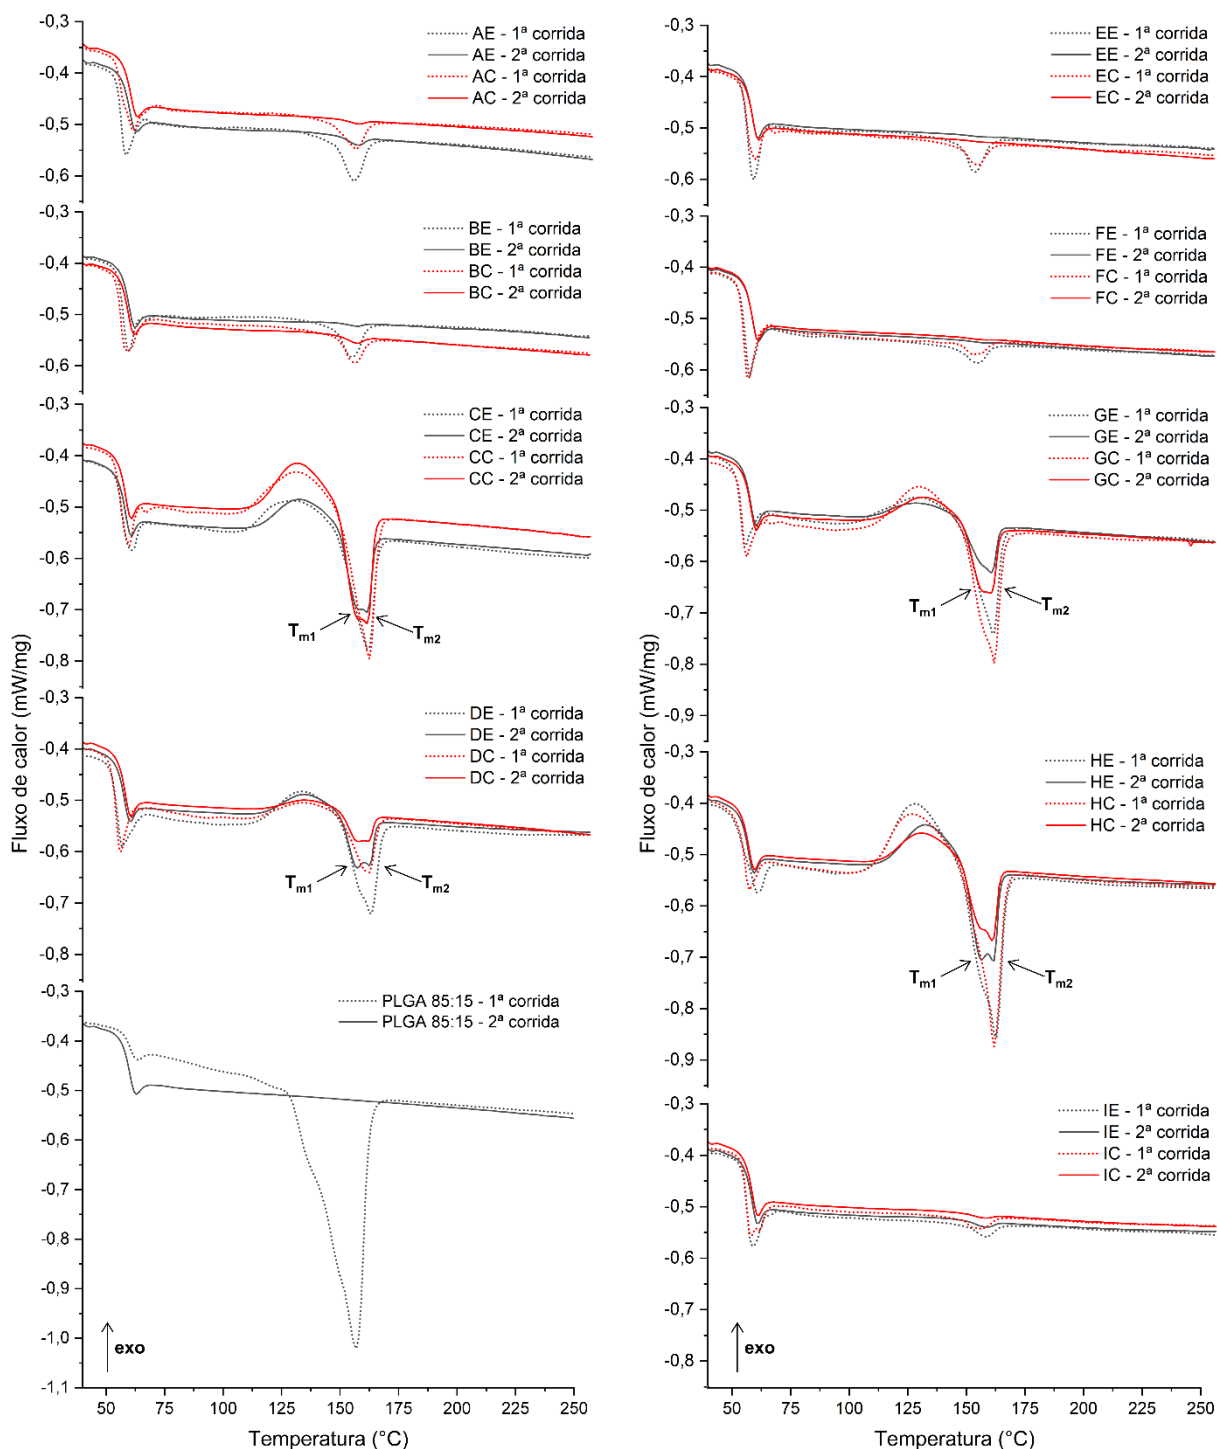 -0,3
-0,4
-0,5
-0,6
AE - 1ª corrida
AE - 2ª corrida
AC - 1ª corrida
AC - 2ª corrida
-0,3
-0,4
-0,5
-0,6
BE - 1ª corrida
BE - 2ª corrida
BC - 1ª corrida
BC - 2ª corrida
-0,3
-0,4
-0,5
-0,6
-0,7
-0,8
CE - 1ª corrida
CE - 2ª corrida
CC - 1ª corrida
CC - 2ª corrida
Tm1
Tm2
-0,3
-0,4
-0,5
-0,6
-0,7
-0,8
DE - 1ª corrida
DE - 2ª corrida
DC - 1ª corrida
DC - 2ª corrida
Tm1
Tm2
-0,4
-0,5
-0,6
-0,7
-0,8
-0,9
-1,0
-1,1
PLGA 85:15 - 1ª corrida
PLGA 85:15 - 2ª corrida
exo
50 75 100 125 150 175 200 225 250
Temperatura (°C)
Fluxo de calor (mW/mg)
-0,3
-0,4
-0,5
-0,6
EE - 1ª corrida
EE - 2ª corrida
EC - 1ª corrida
EC - 2ª corrida
-0,3
-0,4
-0,5
-0,6
FE - 1ª corrida
FE - 2ª corrida
FC - 1ª corrida
FC - 2ª corrida
-0,3
-0,4
-0,5
-0,6
-0,7
-0,8
-0,9
GE - 1ª corrida
GE - 2ª corrida
GC - 1ª corrida
GC - 2ª corrida
Tm1
Tm2
-0,3
-0,4
-0,5
-0,6
-0,7
-0,8
-0,9
HE - 1ª corrida
HE - 2ª corrida
HC - 1ª corrida
HC - 2ª corrida
Tm1
Tm2
-0,3
-0,4
-0,5
-0,6
-0,7
-0,8
IE - 1ª corrida
IE - 2ª corrida
IC - 1ª corrida
IC - 2ª corrida
exo
50 75 100 125 150 175 200 225 250
Temperatura (°C)
Fluxo de calor (mW/mg)